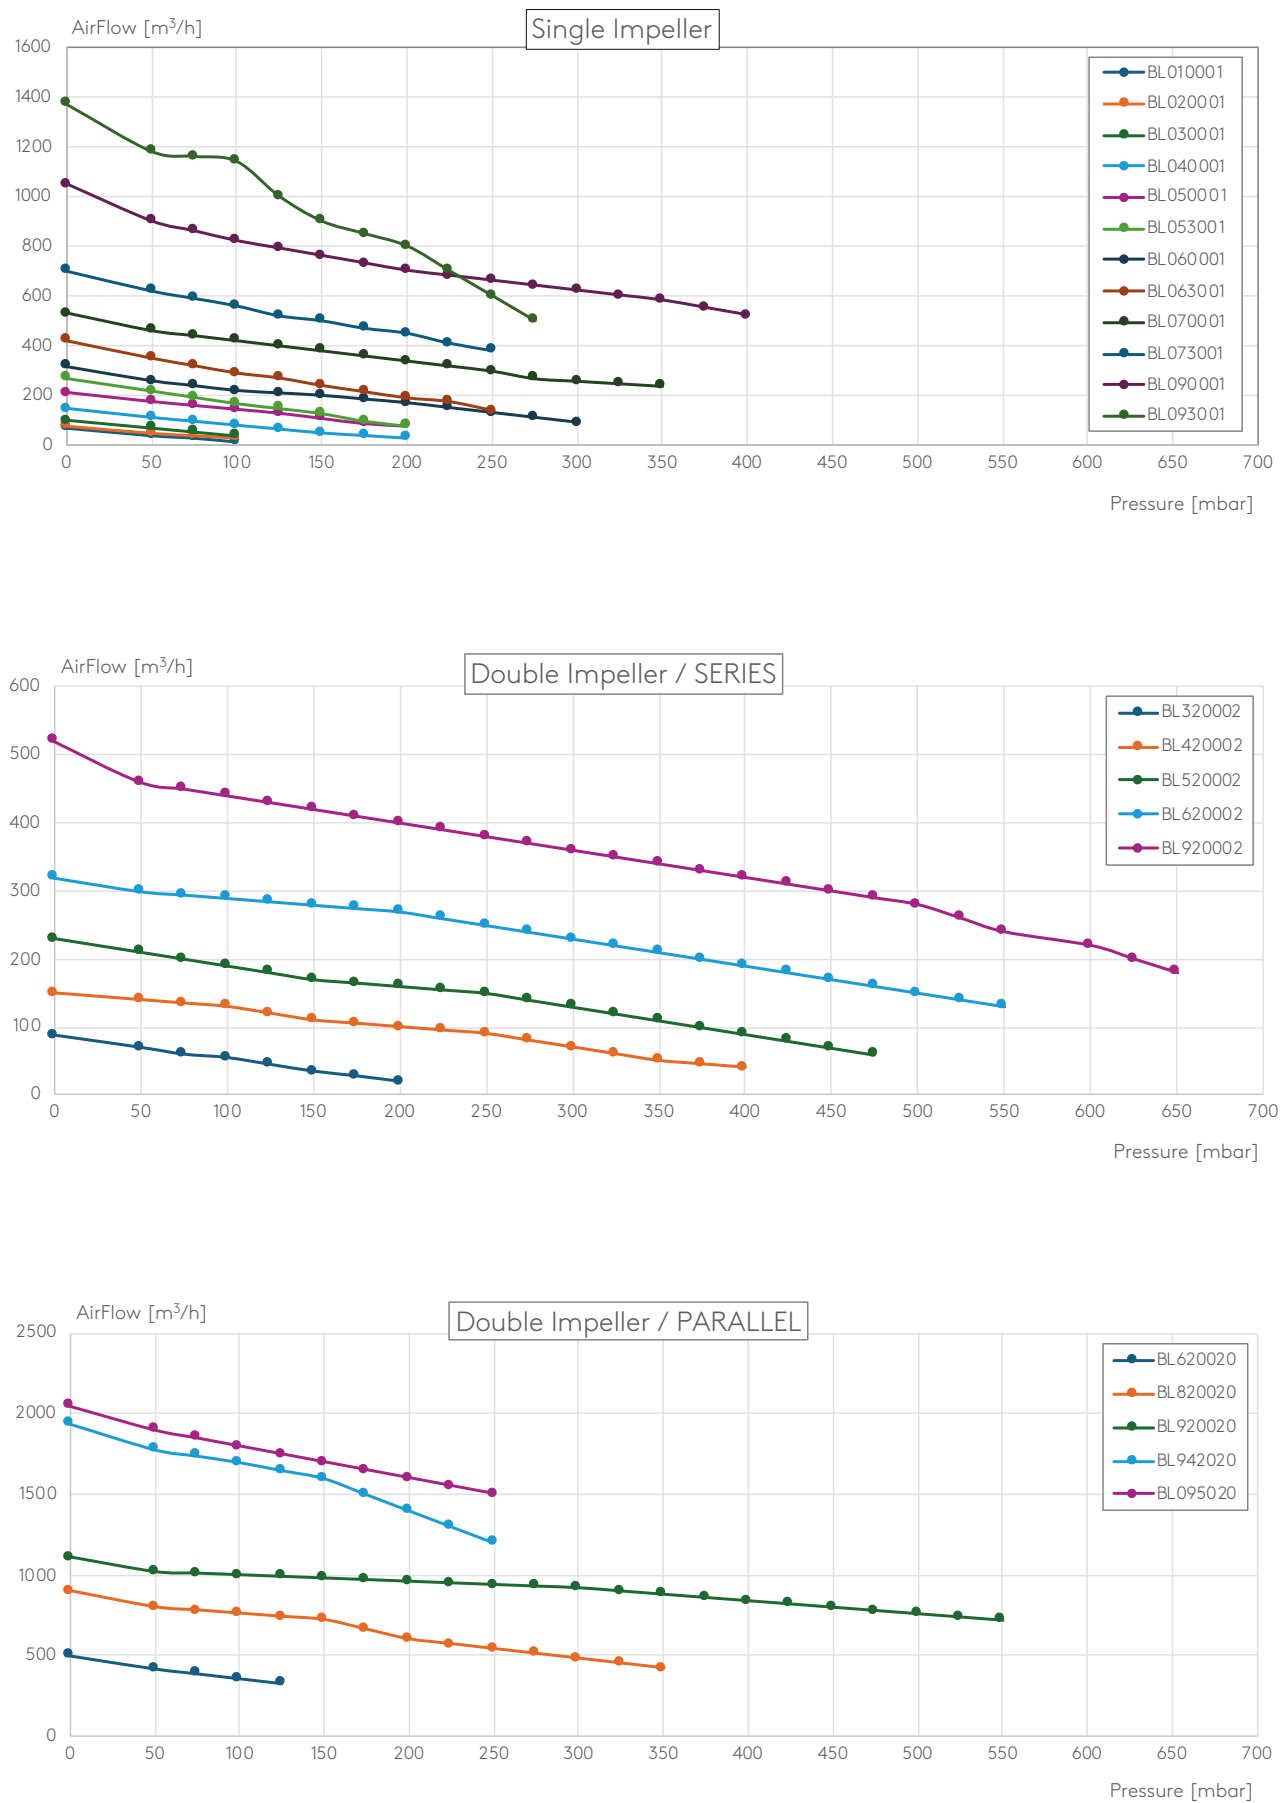 AirFlow [m³/h]
Single Impeller
1600
1400
1200
1000
800
600
400
200
0
BL010001
BL020001
BL030001
BL040001
BL050001
BL053001
BL060001
BL063001
BL070001
BL073001
BL090001
BL093001
0 50 100 150 200 250 300 350 400 450 500 550 600 650 700
Pressure [mbar]
AirFlow [m³/h]
Double Impeller / SERIES
600
500
400
300
200
100
0
BL320002
BL420002
BL520002
BL620002
BL920002
0 50 100 150 200 250 300 350 400 450 500 550 600 650 700
Pressure [mbar]
AirFlow [m³/h]
Double Impeller / PARALLEL
2500
2000
1500
1000
500
0
BL620020
BL820020
BL920020
BL942020
BL095020
0 50 100 150 200 250 300 350 400 450 500 550 600 650 700
Pressure [mbar]